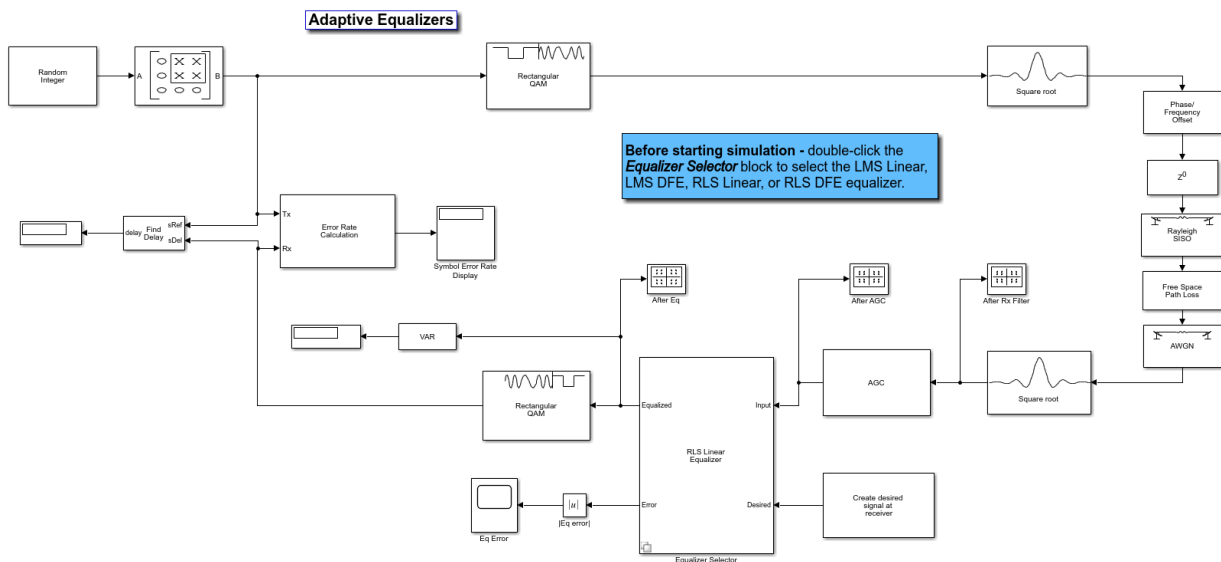 Adaptive Equalizers
Random
Integer
A
B
Rectangular
QAM
Square root
Phase/
Frequency
Offset
Before starting simulation - double-click the
Equalizer Selector block to select the LMS Linear,
LMS DFE, RLS Linear, or RLS DFE equalizer.
Z0
delay
Find
Delay
sRef
sDel
Tx
Rx
Error Rate
Calculation
Symbol Error Rate
Display
Rayleigh
SISO
After Eq
After AGC
After Rx Filter
Free Space
Path Loss
VAR
AWGN
Rectangular
QAM
Equalized
Input
RLS Linear
Equalizer
Error
Desired
AGC
Square root
Eq Error
|u|
|Eq error|
Create desired
signal at
receiver
Equalizer Selector